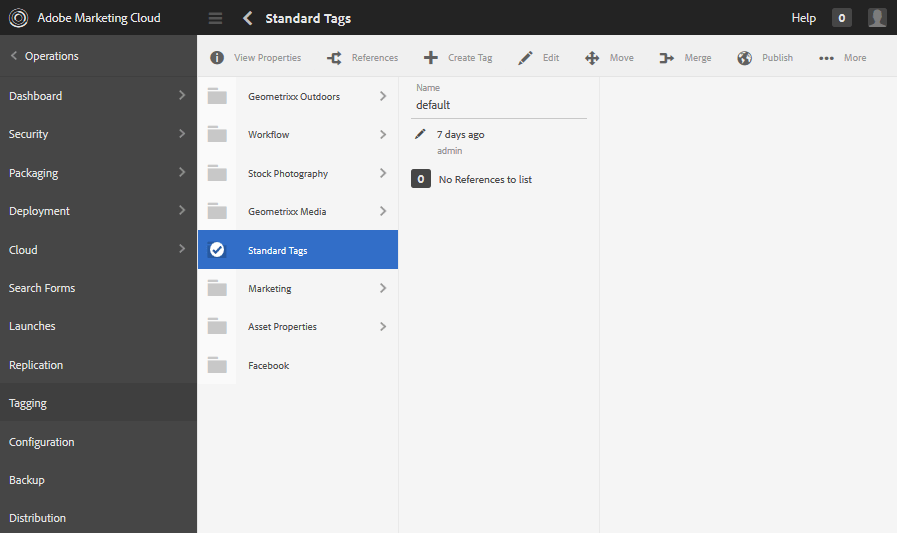 Adobe Marketing Cloud
Standard Tags
Help
0
Operations
View Properties
References
Create Tag
Edit
Move
Merge
Publish
More
Dashboard
Security
Packaging
Deployment
Cloud
Search Forms
Launches
Replication
Tagging
Configuration
Backup
Distribution
Geometrixx Outdoors
Workflow
Stock Photography
Geometrixx Media
Standard Tags
Marketing
Asset Properties
Facebook
Name
default
7 days ago
admin
0 No References to list